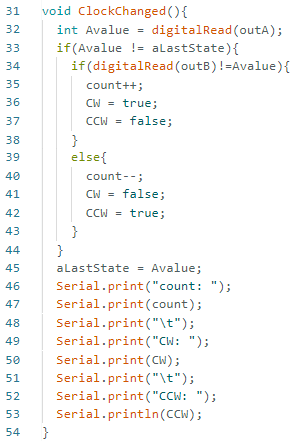 31 void ClockChanged(){
32   int Avalue = digitalRead(outA);
33   if(Avalue != aLastState){
34     if(digitalRead(outB)!=Avalue){
35       count++;
36       CW = true;
37       CCW = false;
38     }
39     else{
40       count--;
41       CW = false;
42       CCW = true;
43     }
44   }
45   aLastState = Avalue;
46   Serial.print("count: ");
47   Serial.print(count);
48   Serial.print("\t");
49   Serial.print("CW: ");
50   Serial.print(CW);
51   Serial.print("\t");
52   Serial.print("CCW: ");
53   Serial.println(CCW);
54 }